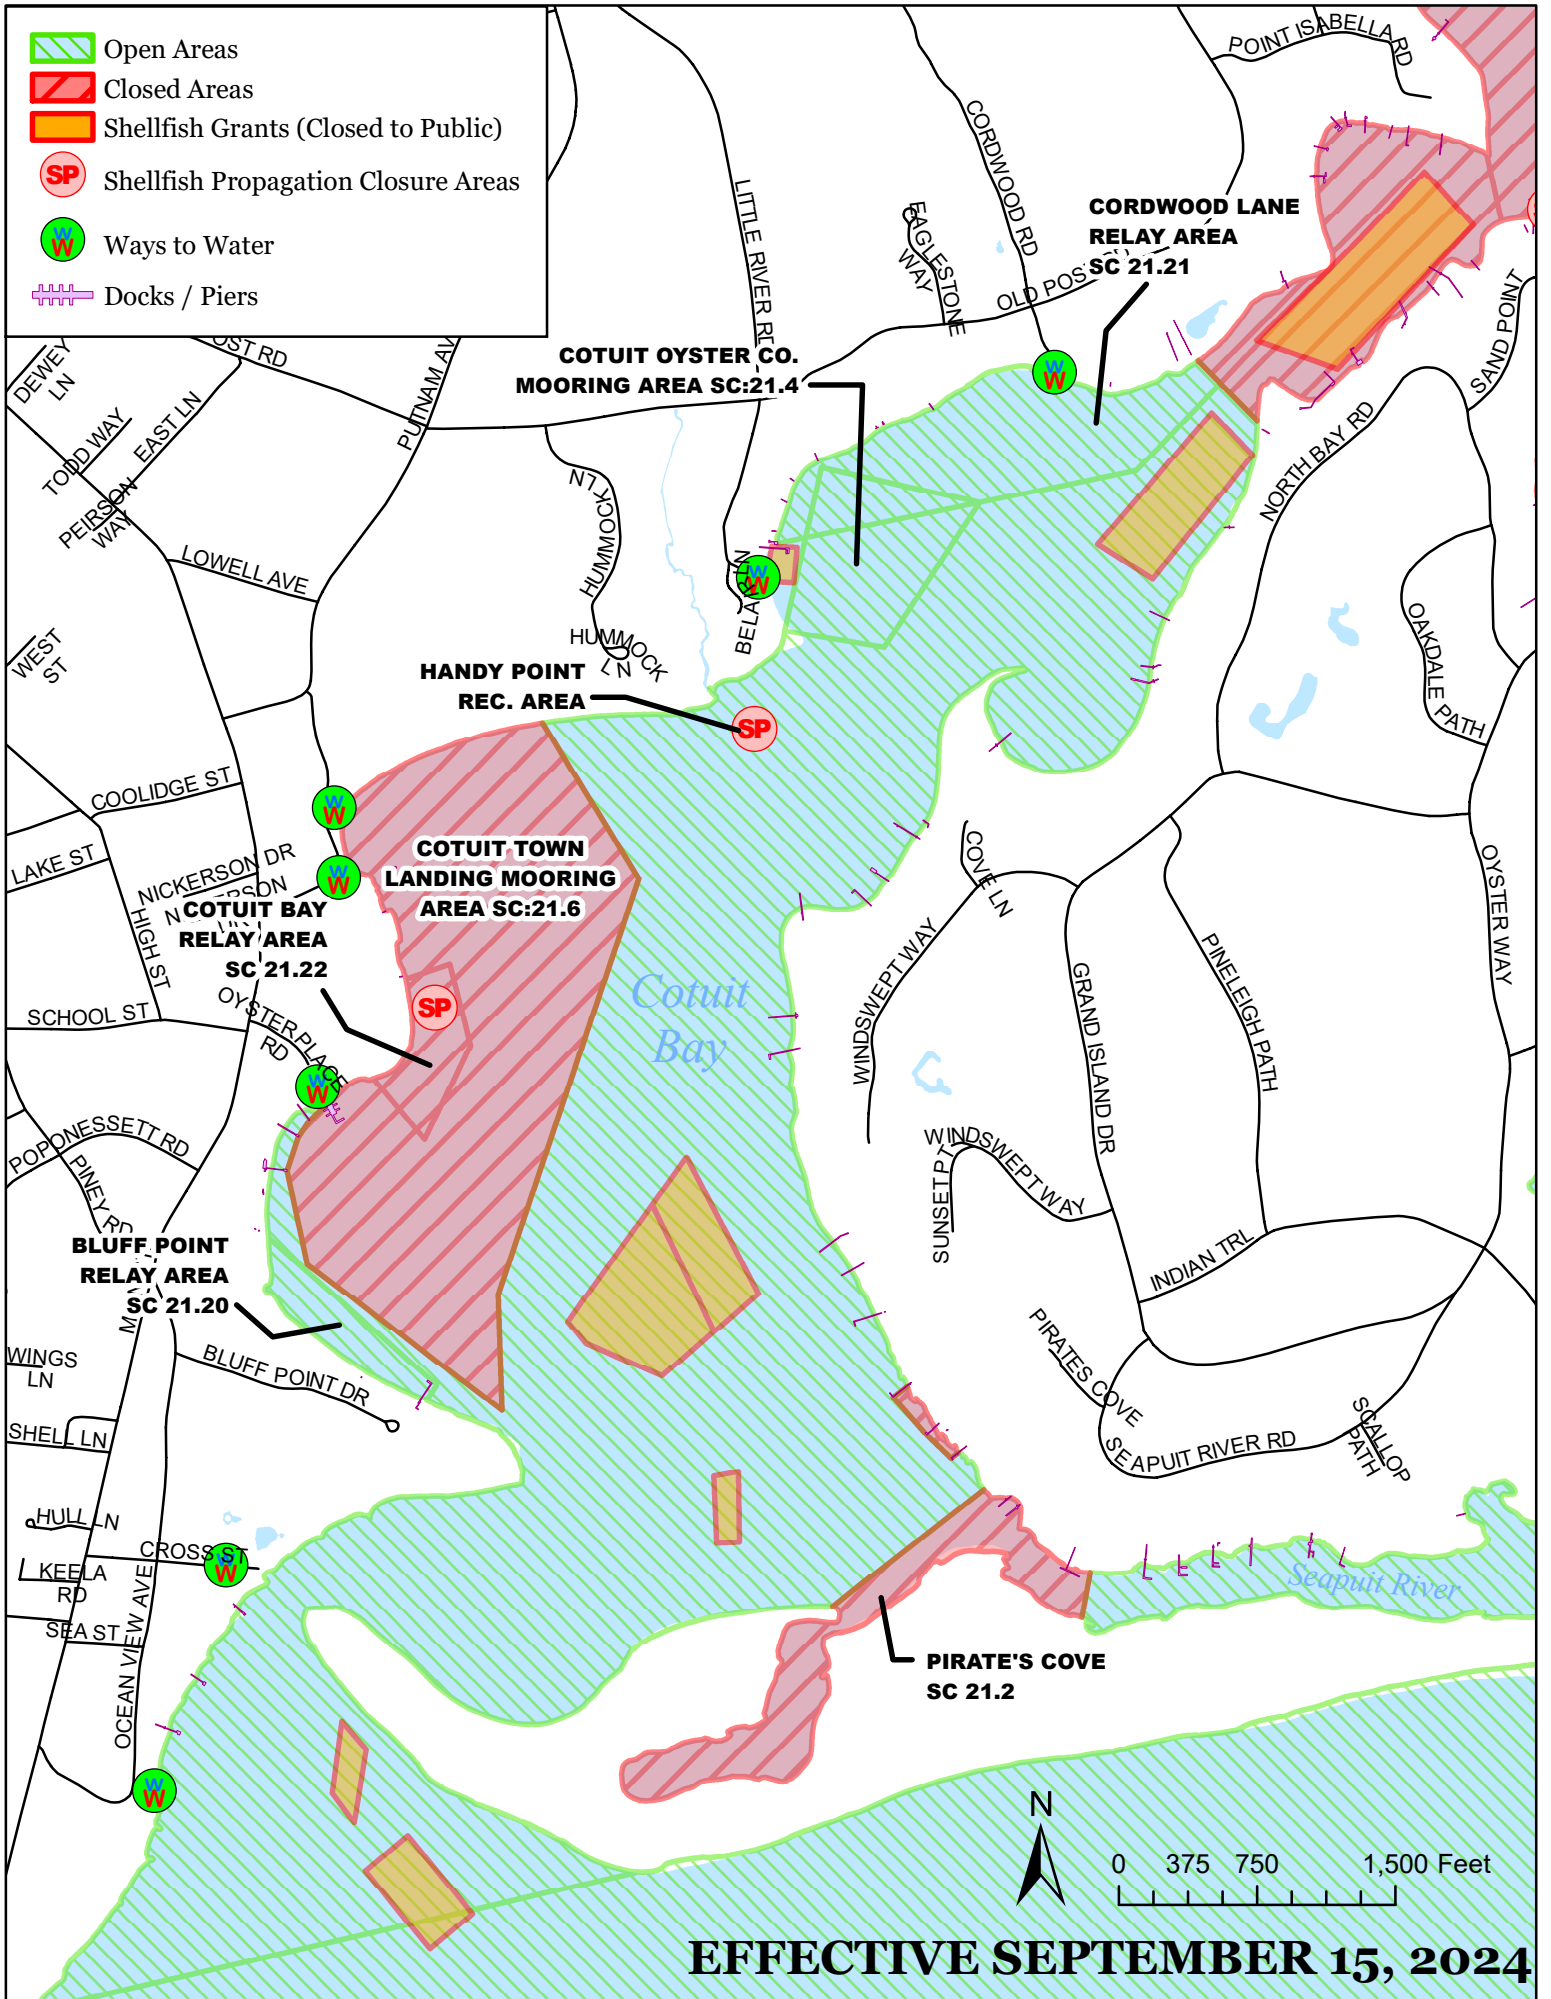 Open Areas
Closed Areas
Shellfish Grants (Closed to Public)
SP
Shellfish Propagation Closure Areas
W
W
Ways to Water
Docks / Piers
POINT ISABELLA RD
CORDWOOD RD
LITTLE RIVER RD
EAGLESTONE
WAY
CORDWOOD LANE
RELAY AREA
SC 21.21
SAND POINT
DEWEY
LN
OST RD
PUTNAM AV
COTUIT OYSTER CO.
MOORING AREA SC:21.4
W
W
TODD WAY
EAST LN
PEIRSON
WAY
NORTH BAY RD
HUMMOCK LN
LOWELL AVE
BELA
W
W
WEST
ST
HUMMOCK
LN
OAKDALE PATH
HANDY POINT
REC. AREA
SP
COOLIDGE ST
W
W
LAKE ST
NICKERSON DR
W
W
COTUIT TOWN
LANDING MOORING
AREA SC:21.6
COTUIT BAY
RELAY AREA
SC 21.22
HIGH ST
COVE LN
OYSTER WAY
WINDSWEPT WAY
PINELEIGH PATH
GRAND ISLAND DR
Cotuit
Bay
SP
SCHOOL ST
OYSTER PLACE
RD
W
W
POPONESSETT RD
PINEY RD
WINDSWEPT WAY
SUNSET PT
INDIAN TRL
BLUFF POINT
RELAY AREA
SC 21.20
WINGS
LN
BLUFF POINT DR
PIRATES COVE
SCALLOP
PATH
SHELL LN
SEAPUIT RIVER RD
HULL LN
CROSS ST
W
W
KEELA
RD
Seapuit River
SEA ST
OCEAN VIEW AVE
PIRATE'S COVE
SC 21.2
W
W
N
0 375 750 1,500 Feet
EFFECTIVE SEPTEMBER 15, 2024